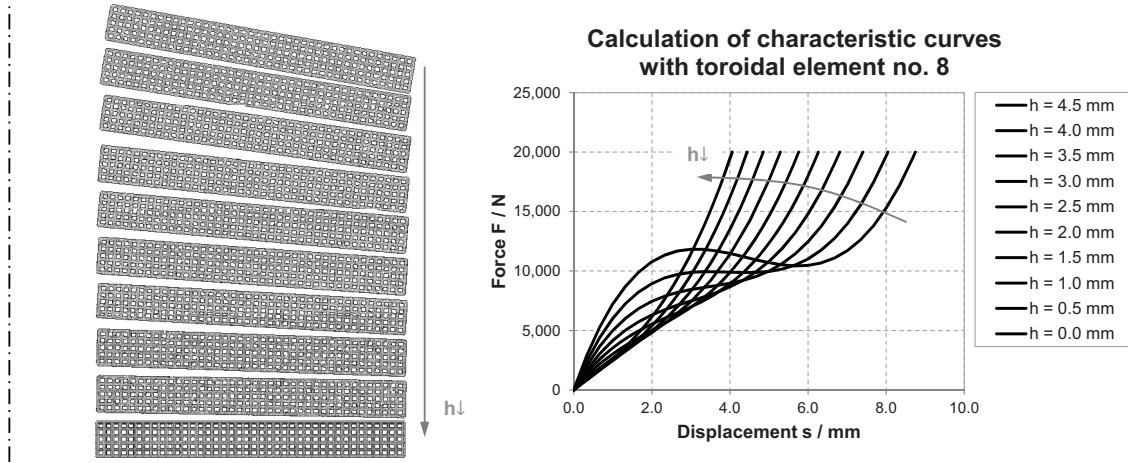 h↓
Calculation of characteristic curves
with toroidal element no. 8
Force F / N
25,000
20,000
15,000
10,000
5,000
0
h↓
0.0 2.0 4.0 6.0 8.0 10.0
Displacement s / mm
h = 4.5 mm
h = 4.0 mm
h = 3.5 mm
h = 3.0 mm
h = 2.5 mm
h = 2.0 mm
h = 1.5 mm
h = 1.0 mm
h = 0.5 mm
h = 0.0 mm